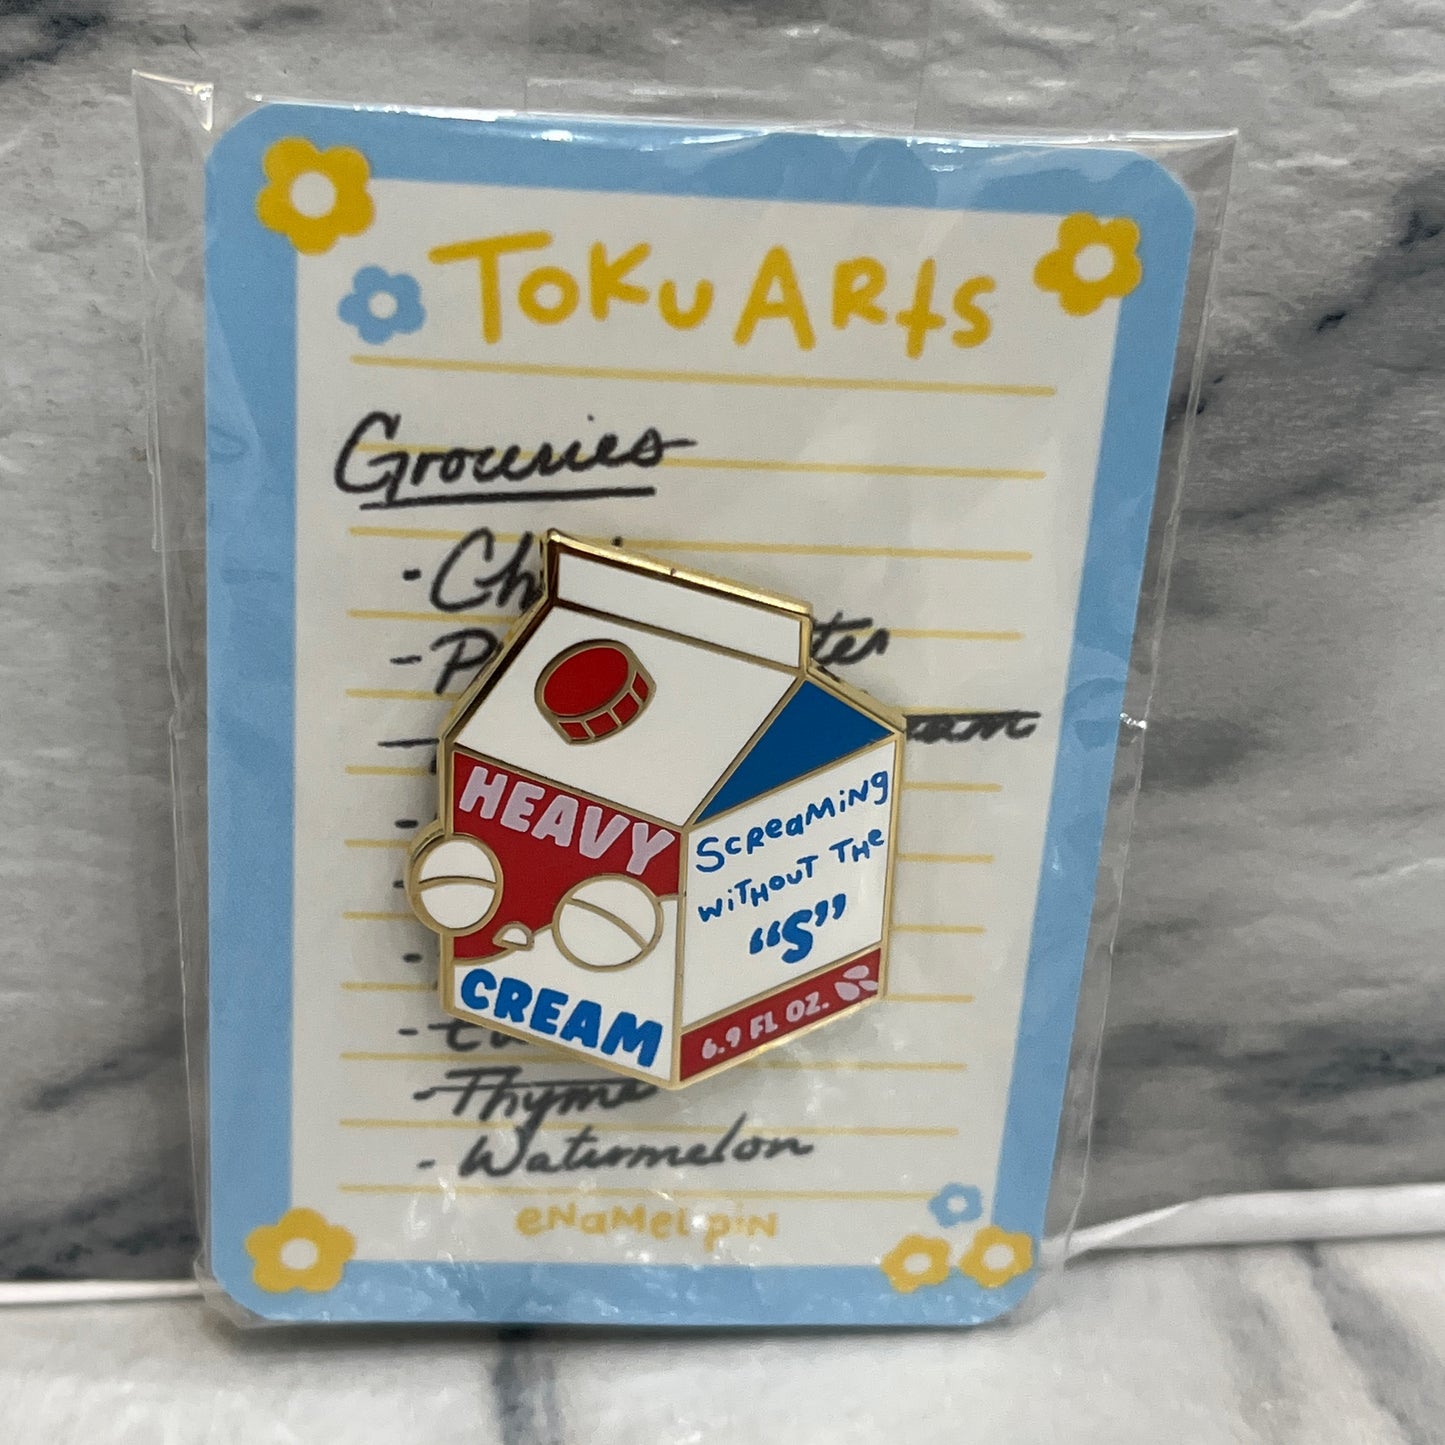 TOKU ARts
Groceries
HEAVY
CREAM
SCREaMiNg
WiTHOUT THe
“S”
6.9 FL OZ.
- Thyme
- Watermelon
eNaMeL piN